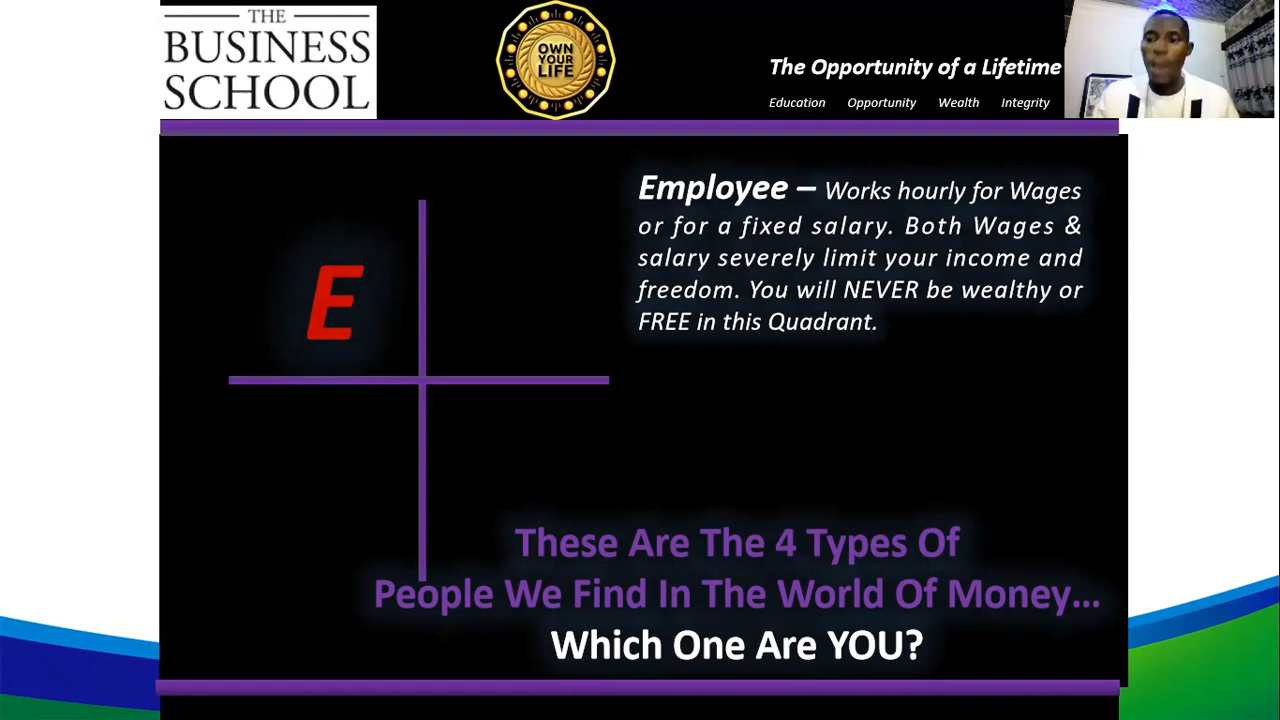 THE
BUSINESS
SCHOOL
OWN
YOUR
LIFE
The Opportunity of a Lifetime
Education Opportunity Wealth Integrity
Employee – Works hourly for Wages
or for a fixed salary. Both Wages &
salary severely limit your income and
freedom. You will NEVER be wealthy or
FREE in this Quadrant.
E
These Are The 4 Types Of
People We Find In The World Of Money...
Which One Are YOU?